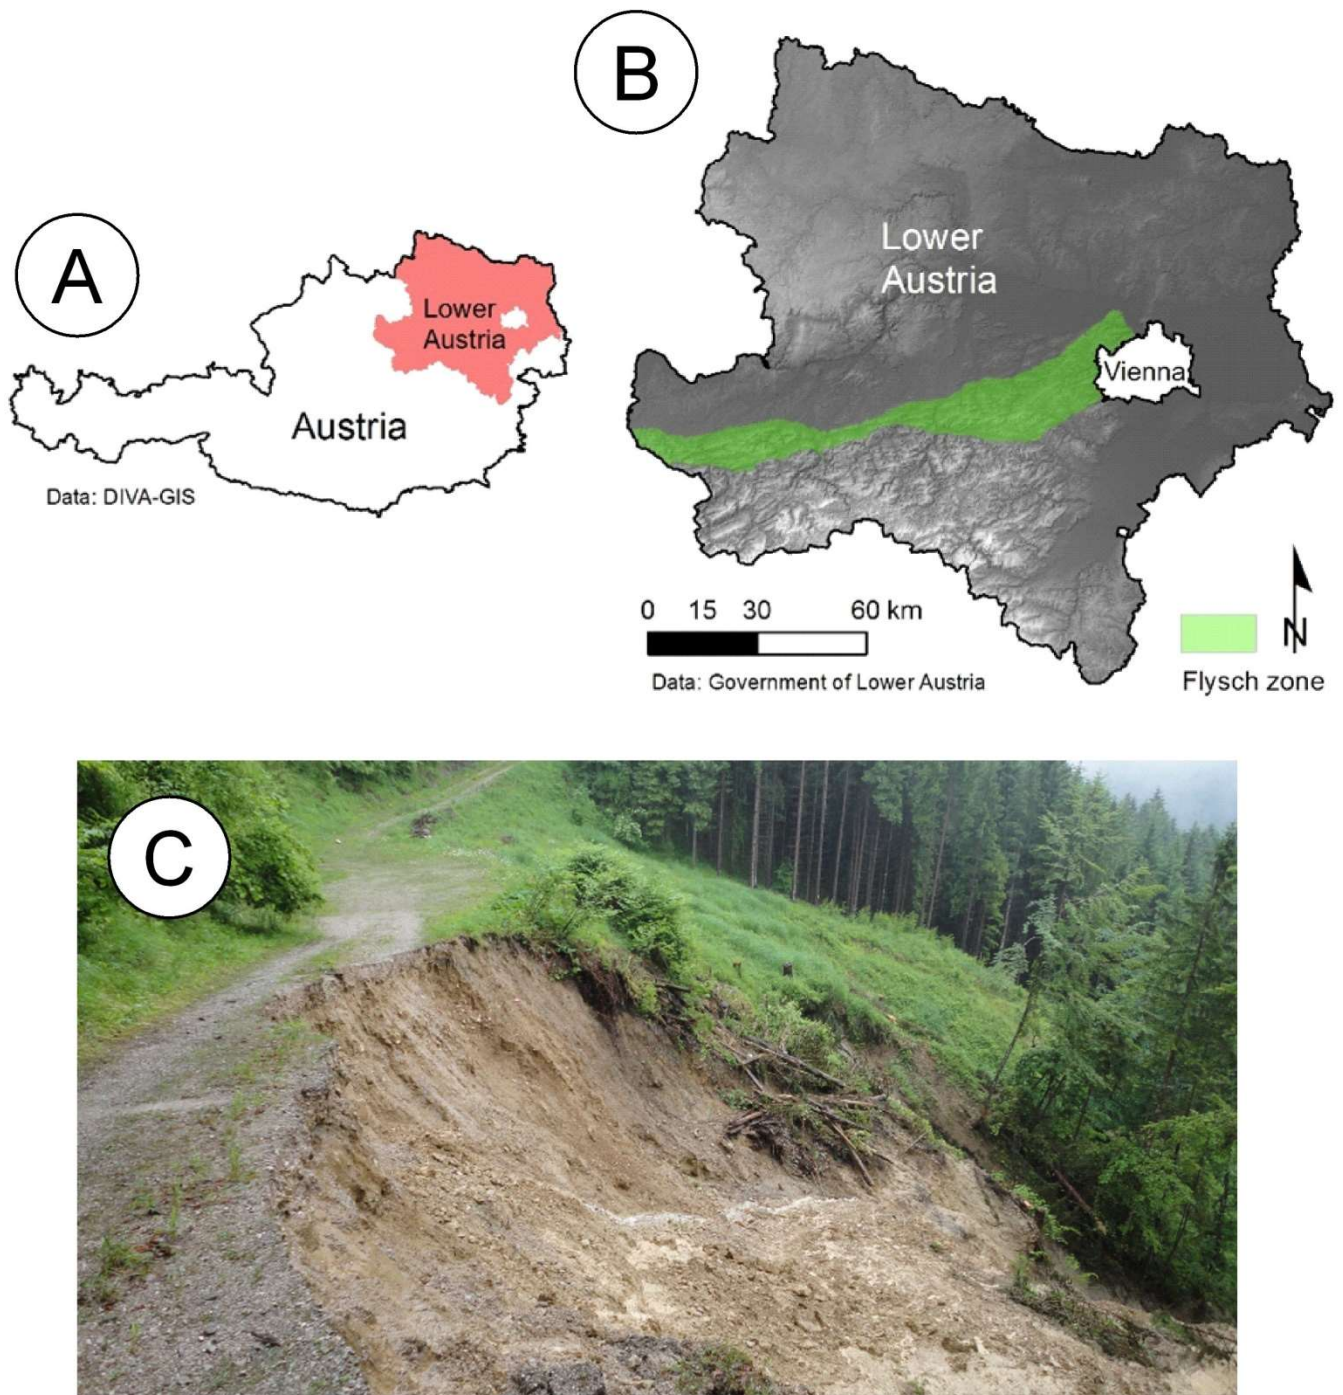 A
Lower
Austria
Austria
Data: DIVA-GIS
B
Lower
Austria
Vienna
0 15 30 60 km
Data: Government of Lower Austria
N
Flysch zone
C